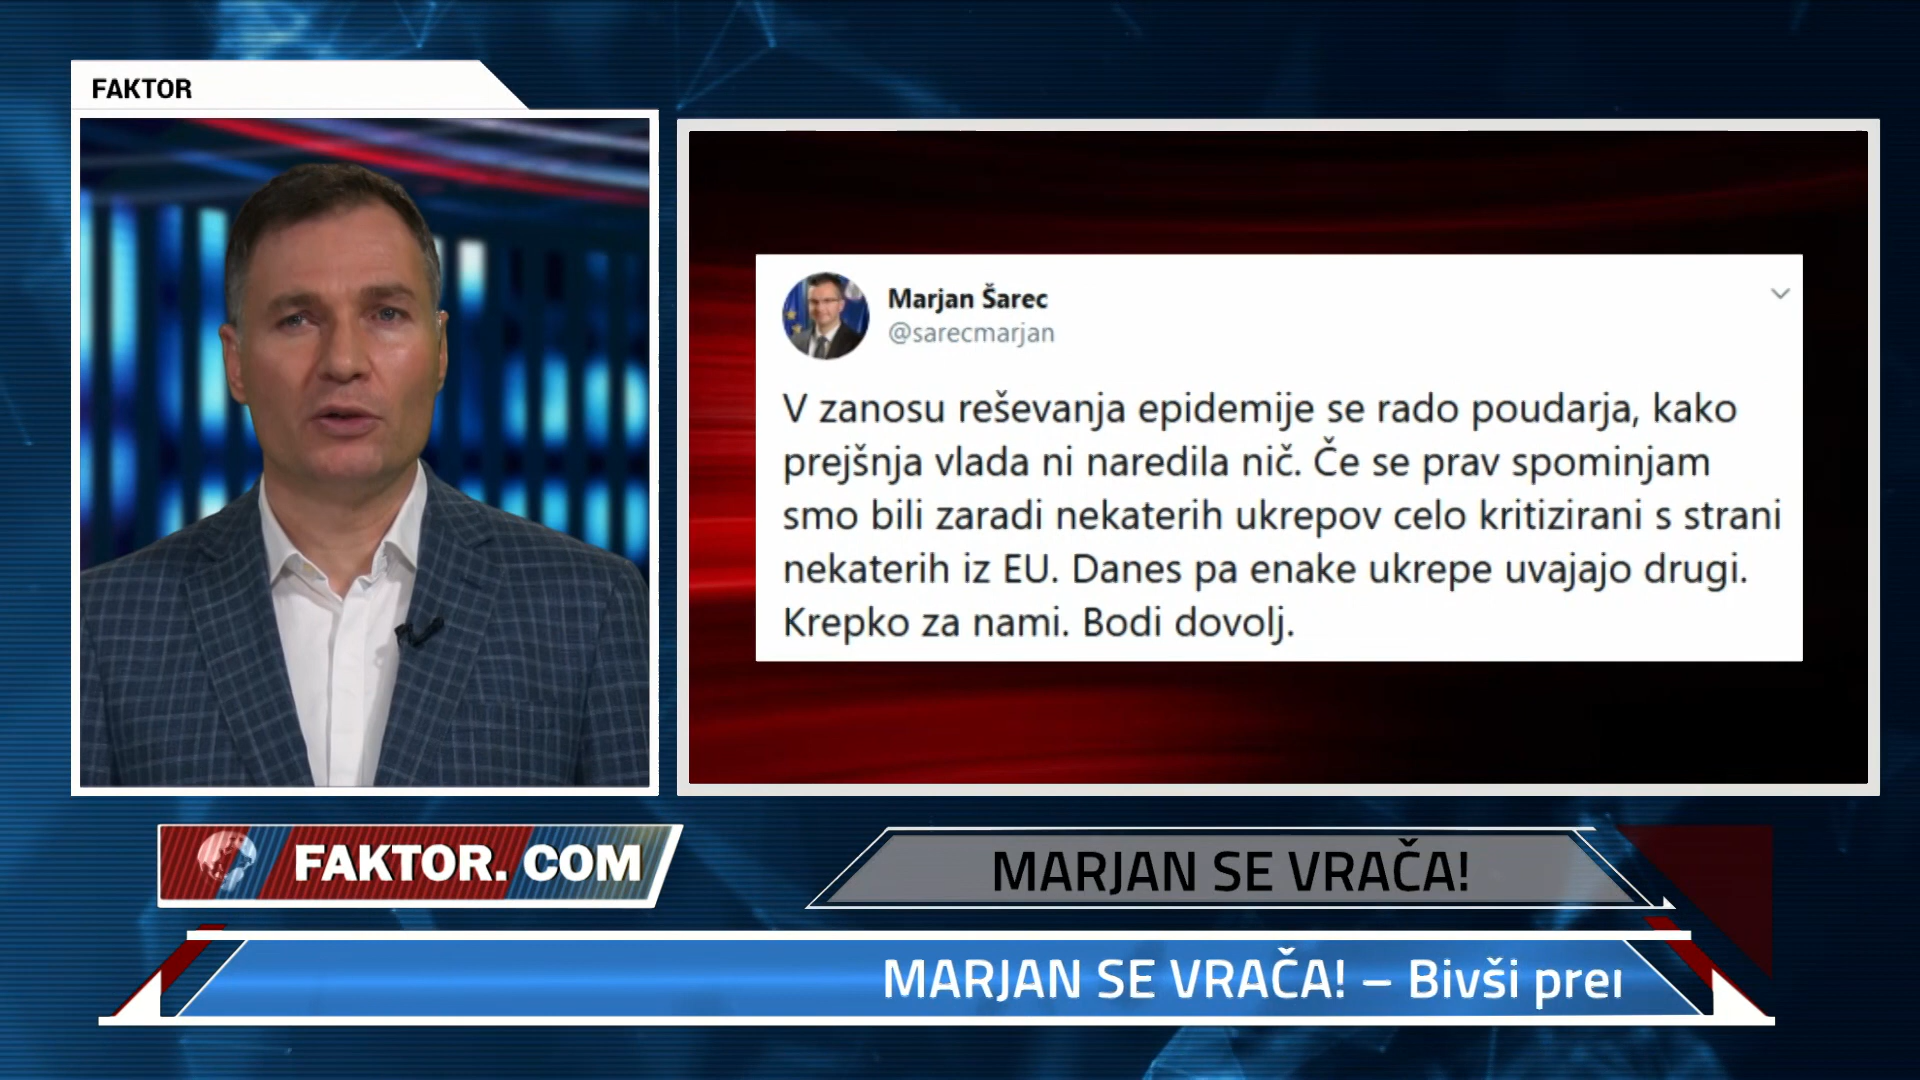 FAKTOR
Marjan Šarec
@sarecmarjan
V zanosu reševanja epidemije se rado poudarja, kako
prejšnja vlada ni naredila nič. Če se prav spominjam
smo bili zaradi nekaterih ukrepov celo kritizirani s strani
nekaterih iz EU. Danes pa enake ukrepe uvajajo drugi.
Krepko za nami. Bodi dovolj.
FAKTOR. COM
MARJAN SE VRAČA!
MARJAN SE VRAČA! – Bivši